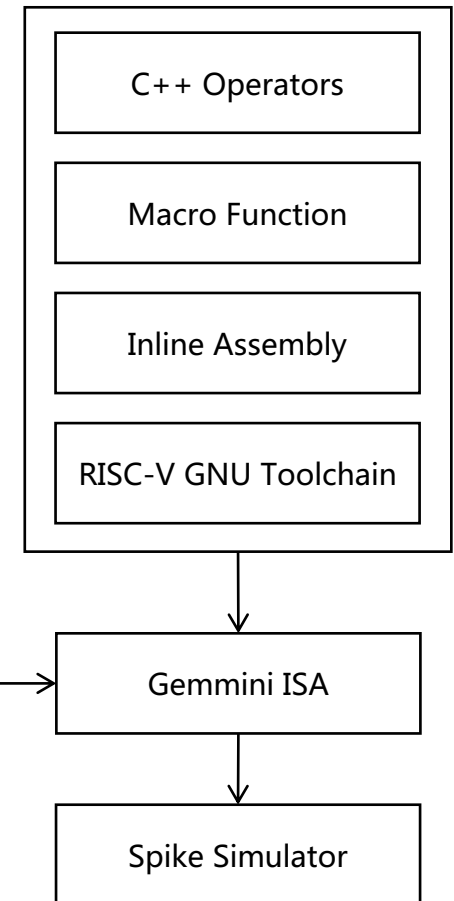 C++ Operators
Macro Function
Inline Assembly
RISC-V GNU Toolchain
Gemmini ISA
Spike Simulator